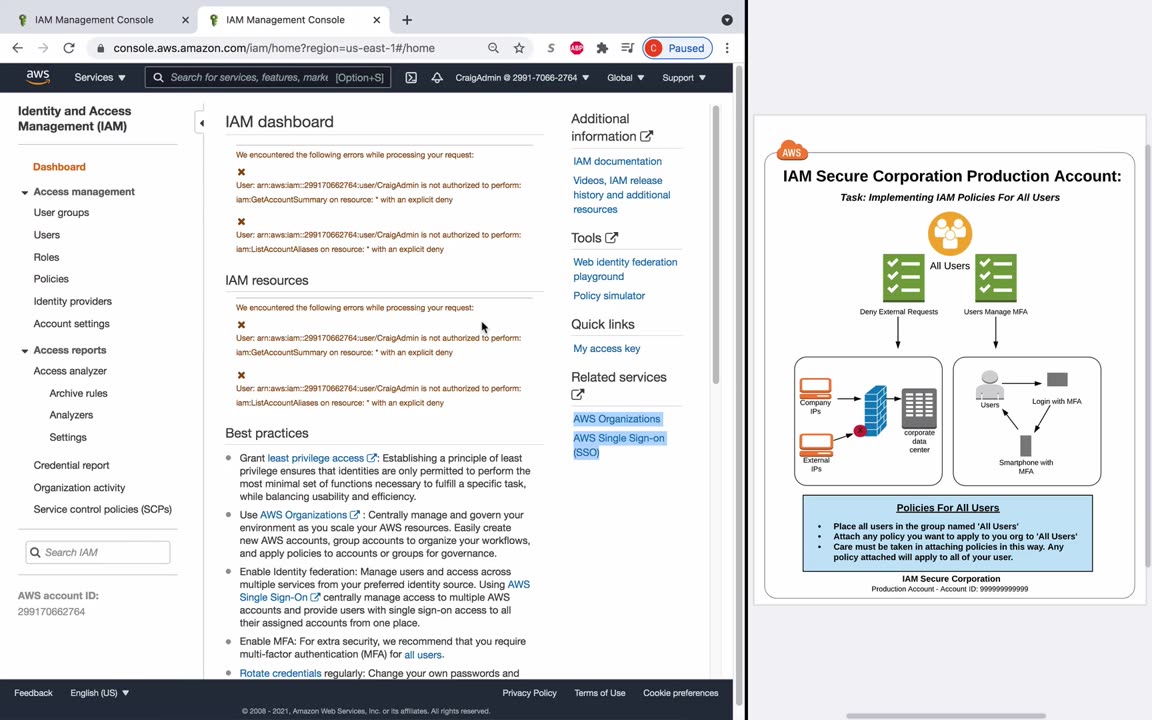 IAM Management Console
IAM Management Console
console.aws.amazon.com/iam/home?region=us-east-1#/home
S
ABP
C Paused
aws
Services
Search for services, features, marke [Option+S]
CraigAdmin @ 2991-7066-2764
Global
Support
Identity and Access
Management (IAM)
Dashboard
Access management
User groups
Users
Roles
Policies
Identity providers
Account settings
Access reports
Access analyzer
Archive rules
Analyzers
Settings
Credential report
Organization activity
Service control policies (SCPs)
Search IAM
AWS account ID:
299170662764
IAM dashboard
We encountered the following errors while processing your request:
User: arn:aws:iam::299170662764:user/CraigAdmin is not authorized to perform:
iam:GetAccountSummary on resource: * with an explicit deny
User: arn:aws:iam::299170662764:user/CraigAdmin is not authorized to perform:
iam:ListAccountAliases on resource: * with an explicit deny
IAM resources
We encountered the following errors while processing your request:
User: arn:aws:iam::299170662764:user/CraigAdmin is not authorized to perform:
iam:GetAccountSummary on resource: * with an explicit deny
User: arn:aws:iam::299170662764:user/CraigAdmin is not authorized to perform:
iam:ListAccountAliases on resource: * with an explicit deny
Best practices
Grant least privilege access : Establishing a principle of least
privilege ensures that identities are only permitted to perform the
most minimal set of functions necessary to fulfill a specific task,
while balancing usability and efficiency.
Use AWS Organizations : Centrally manage and govern your
environment as you scale your AWS resources. Easily create
new AWS accounts, group accounts to organize your workflows,
and apply policies to accounts or groups for governance.
Enable Identity federation: Manage users and access across
multiple services from your preferred identity source. Using AWS
Single Sign-On centrally manage access to multiple AWS
accounts and provide users with single sign-on access to all
their assigned accounts from one place.
Enable MFA: For extra security, we recommend that you require
multi-factor authentication (MFA) for all users.
Rotate credentials regularly: Change your own passwords and
Additional
information
IAM documentation
Videos, IAM release
history and additional
resources
Tools
Web identity federation
playground
Policy simulator
Quick links
My access key
Related services
AWS Organizations
AWS Single Sign-on
(SSO)
Feedback
English (US)
Privacy Policy
Terms of Use
Cookie preferences
© 2008 - 2021, Amazon Web Services, Inc. or its affiliates. All rights reserved.
AWS
IAM Secure Corporation Production Account:
Task: Implementing IAM Policies For All Users
All Users
Deny External Requests
Users Manage MFA
Company
IPs
External
IPs
X
corporate
data
center
Users
Login with MFA
Smartphone with
MFA
Policies For All Users
• Place all users in the group named 'All Users'
• Attach any policy you want to apply to you org to 'All Users'
• Care must be taken in attaching policies in this way. Any
policy attached will apply to all of your user.
IAM Secure Corporation
Production Account - Account ID: 999999999999